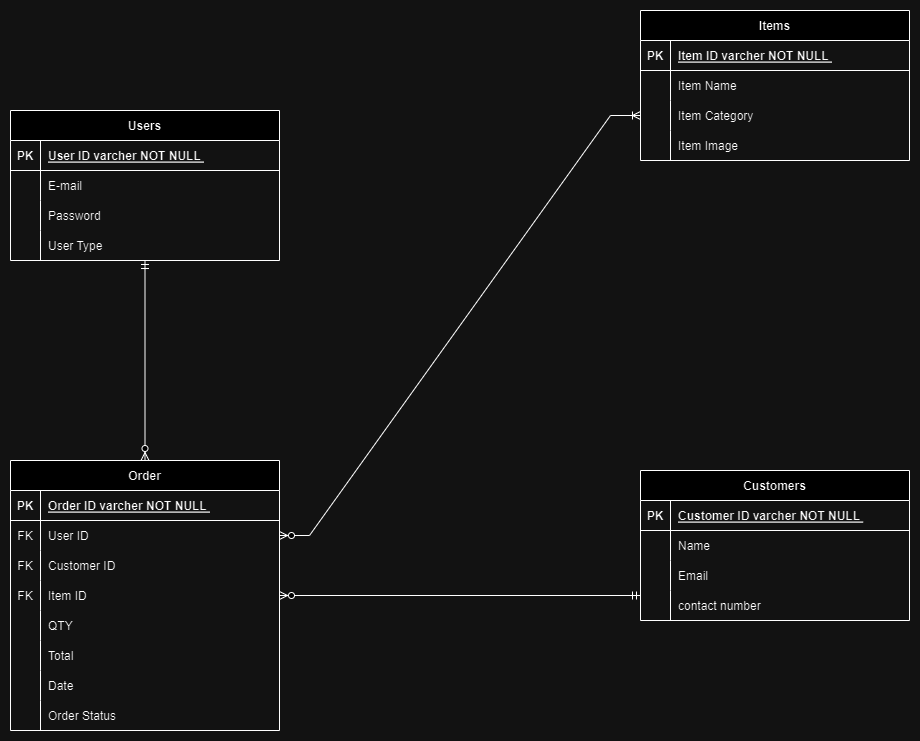 Items
PK Item ID varcher NOT NULL
Item Name
Item Category
Item Image
Users
PK User ID varcher NOT NULL
E-mail
Password
User Type
Order
PK Order ID varcher NOT NULL
FK User ID
FK Customer ID
FK Item ID
QTY
Total
Date
Order Status
Customers
PK Customer ID varcher NOT NULL
Name
Email
contact number